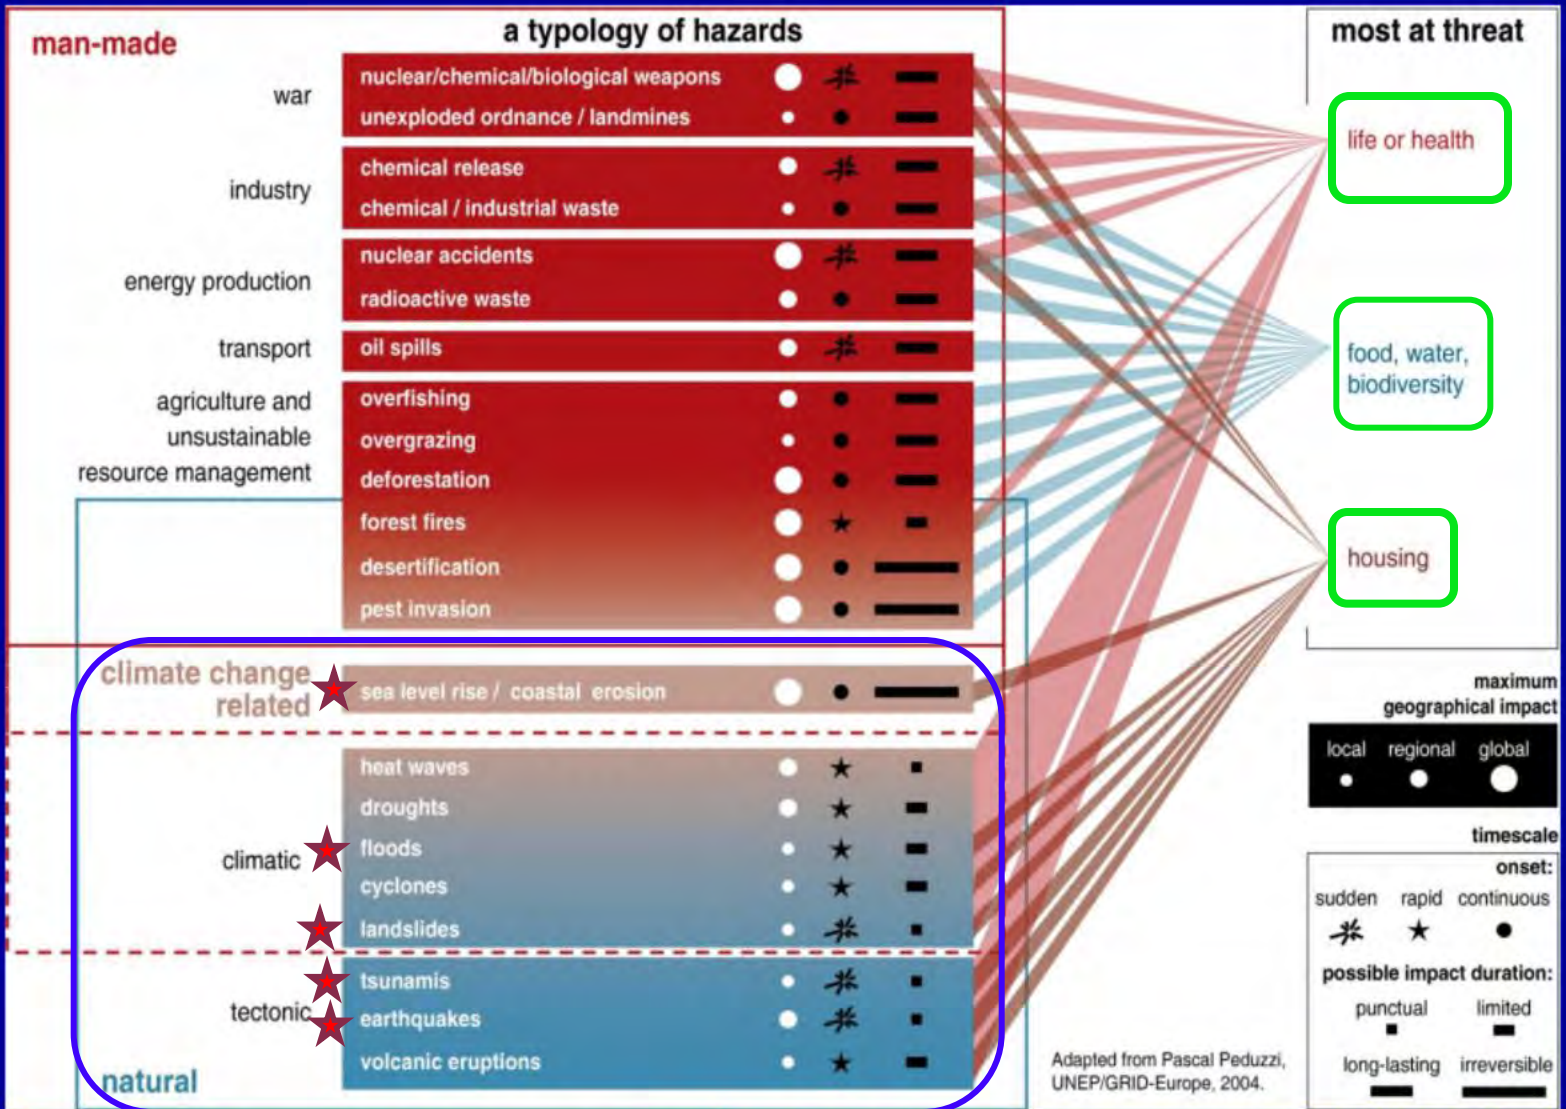 a typology of hazards
man-made
war
nuclear/chemical/biological weapons
unexploded ordnance / landmines
industry
chemical release
chemical / industrial waste
energy production
nuclear accidents
radioactive waste
transport
oil spills
agriculture and
unsustainable
resource management
overfishing
overgrazing
deforestation
forest fires
desertification
pest invasion
climate change
related
sea level rise / coastal erosion
climatic
heat waves
droughts
floods
cyclones
landslides
tectonic
tsunamis
earthquakes
volcanic eruptions
natural
most at threat
life or health
food, water,
biodiversity
housing
maximum
geographical impact
local regional global
timescale
onset:
sudden rapid continuous
possible impact duration:
punctual limited
long-lasting irreversible
Adapted from Pascal Peduzzi,
UNEP/GRID-Europe, 2004.